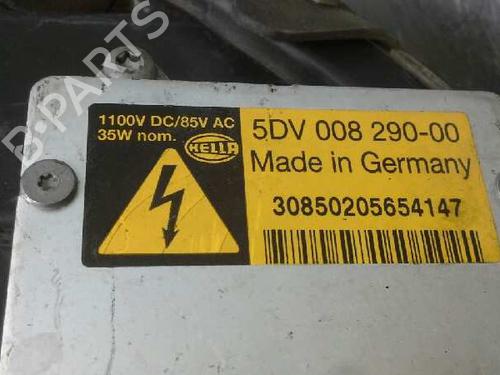 B-PARTS
1100V DC/85V AC
35W nom.
HELLA
5DV 008 290-00
Made in Germany
30850205654147